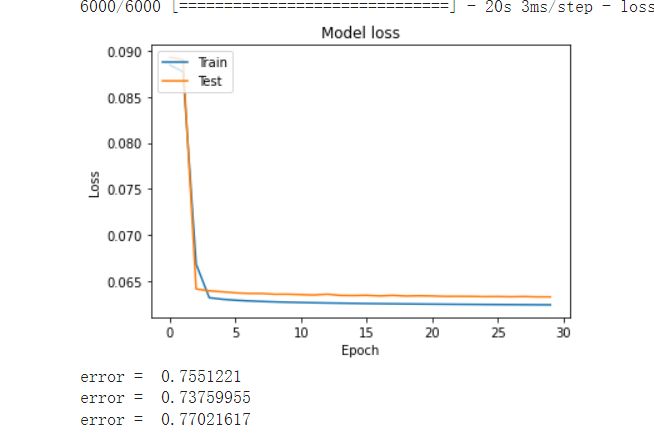 6000/6000 [==============================] - 20s 3ms/step - loss
Model loss
Train
Test
0.090
0.085
0.080
0.075
0.070
0.065
Loss
0 5 10 15 20 25 30
Epoch
error = 0.7551221
error = 0.73759955
error = 0.77021617